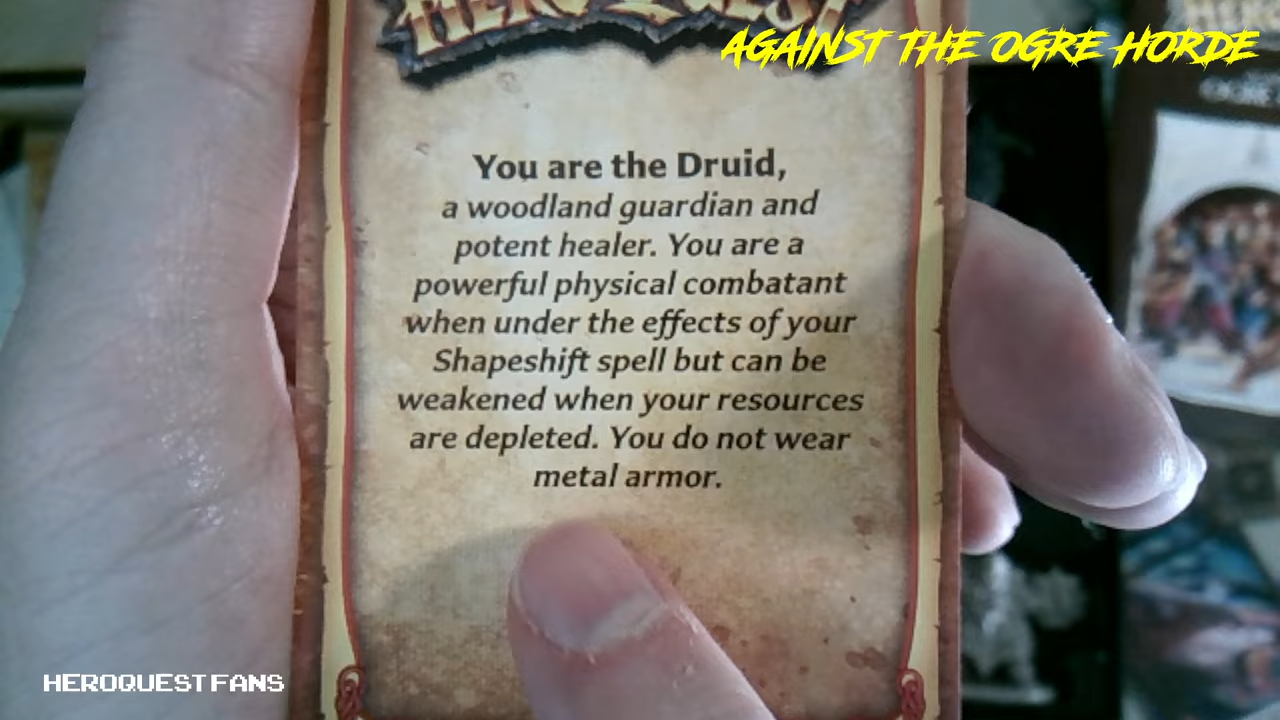 HEROQUEST
AGAINST THE OGRE HORDE
You are the Druid,
a woodland guardian and
potent healer. You are a
powerful physical combatant
when under the effects of your
Shapeshift spell but can be
weakened when your resources
are depleted. You do not wear
metal armor.
HEROQUEST FANS